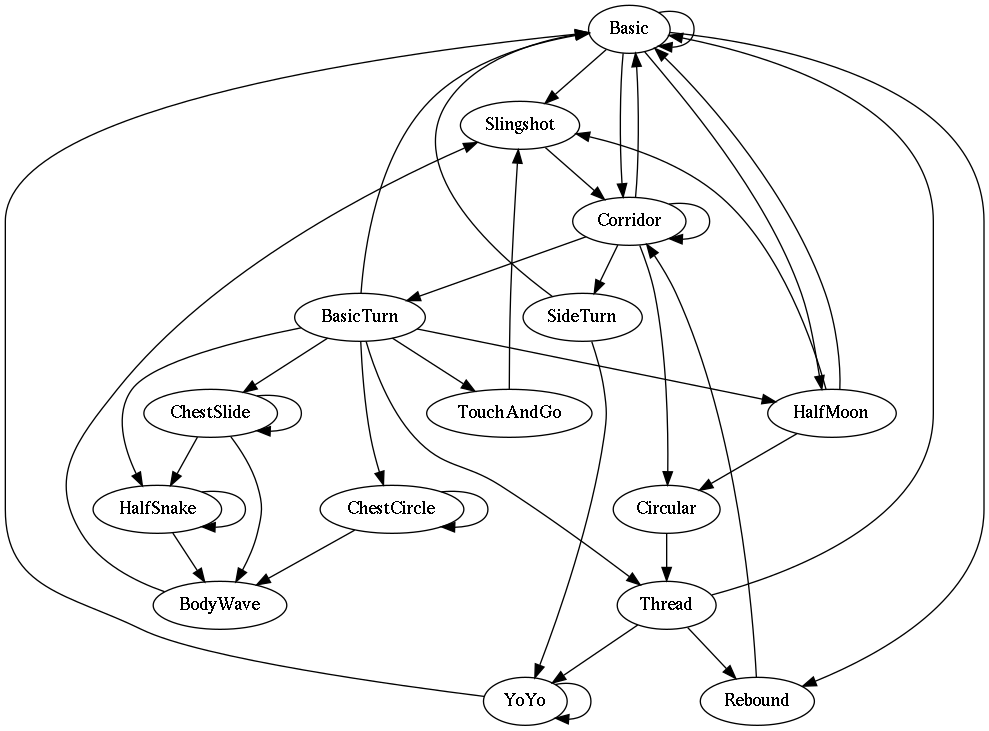 Basic
Slingshot
Corridor
BasicTurn
SideTurn
ChestSlide
TouchAndGo
HalfMoon
HalfSnake
ChestCircle
Circular
BodyWave
Thread
YoYo
Rebound